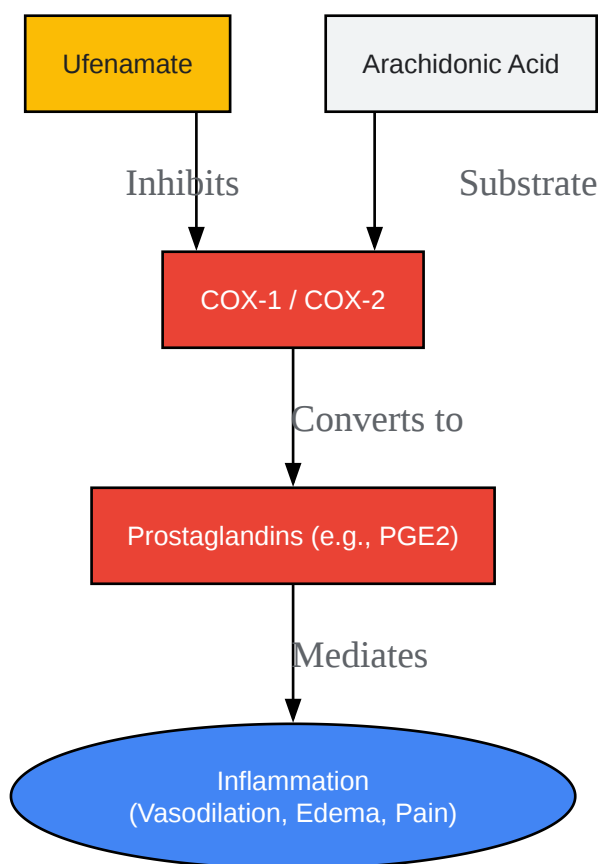 Ufenamate
Arachidonic Acid
Inhibits
Substrate
COX-1 / COX-2
Converts to
Prostaglandins (e.g., PGE2)
Mediates
Inflammation
(Vasodilation, Edema, Pain)